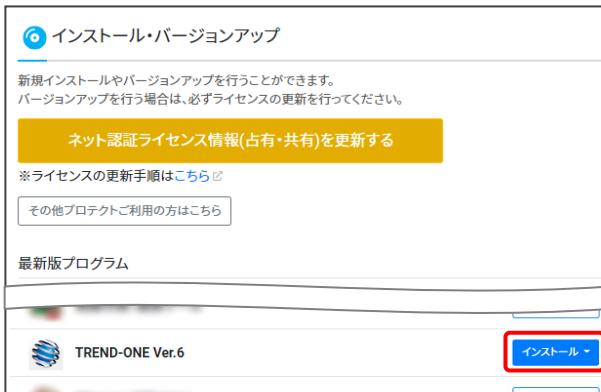 インストール・バージョンアップ
新規インストールやバージョンアップを行うことができます。
バージョンアップを行う場合は、必ずライセンスの更新を行ってください。
ネット認証ライセンス情報(占有・共有)を更新する
※ライセンスの更新手順はこちら
その他プロテクトご利用の方はこちら
最新版プログラム
TREND-ONE Ver.6
インストール